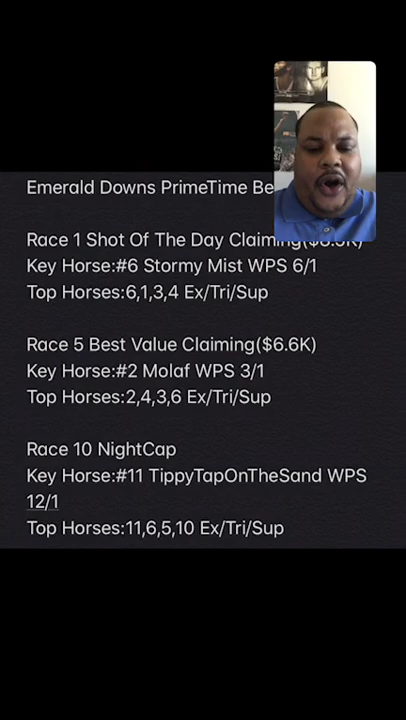 Emerald Downs PrimeTime Be
Race 1 Shot Of The Day Claiming($8.5K)
Key Horse:#6 Stormy Mist WPS 6/1
Top Horses:6,1,3,4 Ex/Tri/Sup
Race 5 Best Value Claiming($6.6K)
Key Horse:#2 Molaf WPS 3/1
Top Horses:2,4,3,6 Ex/Tri/Sup
Race 10 NightCap
Key Horse:#11 TippyTapOnTheSand WPS
12/1
Top Horses:11,6,5,10 Ex/Tri/Sup